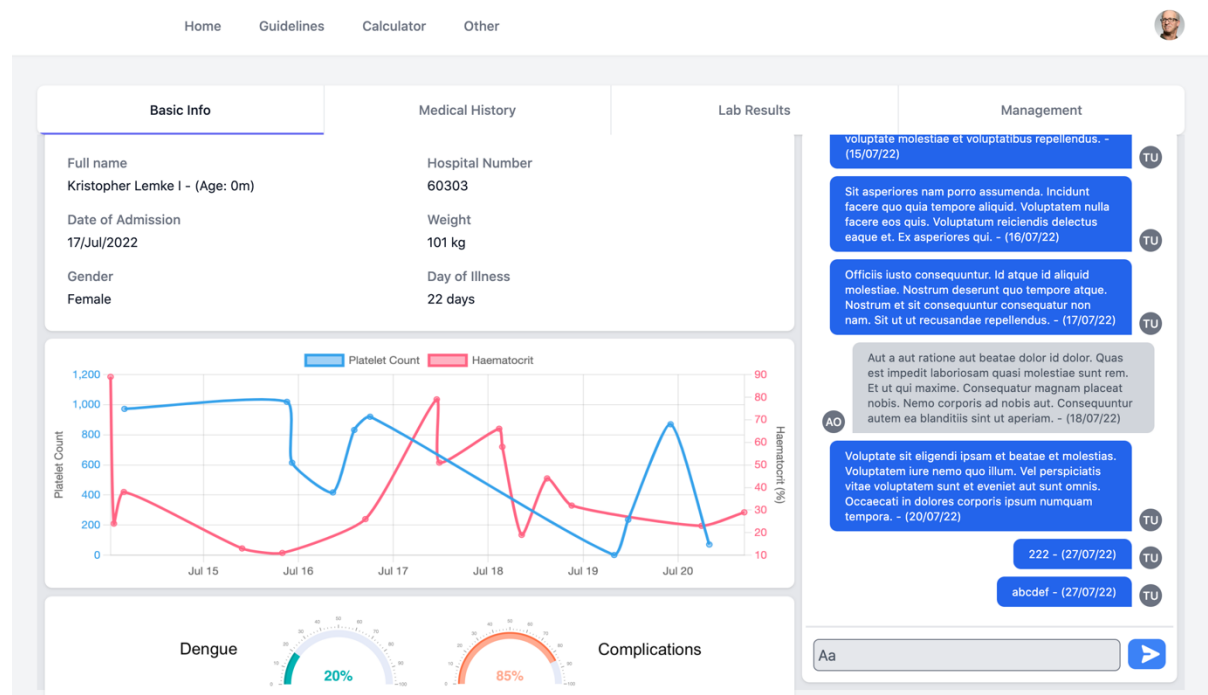 Home Guidelines Calculator Other
Basic Info Medical History Lab Results Management
Full name
Kristopher Lemke I - (Age: 0m)
Hospital Number
60303
Date of Admission
17/Jul/2022
Weight
101 kg
Gender
Female
Day of Illness
22 days
Platelet Count Haematocrit
1,200
1,000
800
600
400
200
0
Platelet Count
90
80
70
60
50
40
30
20
10
Haematocrit (%)
Jul 15 Jul 16 Jul 17 Jul 18 Jul 19 Jul 20
Dengue
20%
85%
Complications
voluptate molestiae et voluptatibus repellendus. -
(15/07/22)
TU
Sit asperiores nam porro assumenda. Incidunt
facere quo quia tempore aliquid. Voluptatem nulla
facere eos quis. Voluptatum reiciendis delectus
eaque et. Ex asperiores qui. - (16/07/22)
TU
Officiis iusto consequuntur. Id atque id aliquid
molestiae. Nostrum deserunt quo tempore atque.
Nostrum et sit consequuntur consequatur non
nam. Sit ut ut recusandae repellendus. - (17/07/22)
TU
Aut a aut ratione aut beatae dolor id dolor. Quas
est impedit laboriosam quasi molestiae sunt rem.
Et ut qui maxime. Consequatur magnam placeat
nobis. Nemo corporis ad nobis aut. Consequuntur
autem ea blanditiis sint ut aperiam. - (18/07/22)
AO
Voluptate sit eligendi ipsam et beatae et molestias.
Voluptatem iure nemo quo illum. Vel perspiciatis
vitae voluptatem sunt et eveniet aut sunt omnis.
Occaecati in dolores corporis ipsum numquam
tempora. - (20/07/22)
TU
222 - (27/07/22)
TU
abcdef - (27/07/22)
TU
Aa